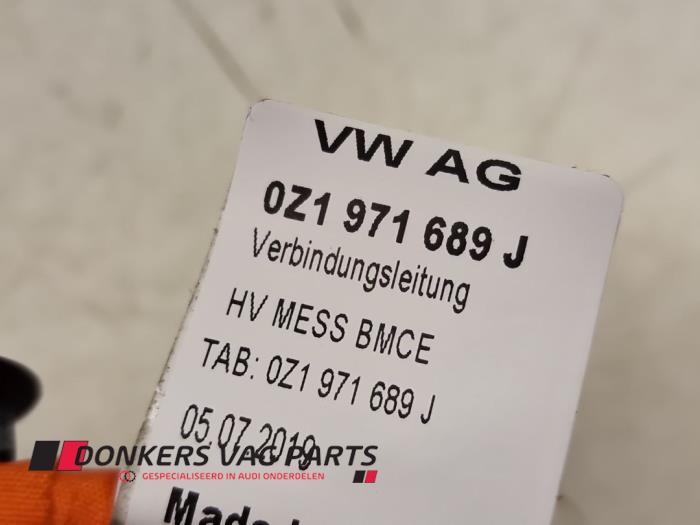 VW AG
0Z1 971 689 J
Verbindungsleitung
HV MESS BMCE
TAB: 0Z1 971 689 J
05.07.2019
DONKERS VAG PARTS
GESPECIALISEERD IN AUDI ONDERDELEN
Made